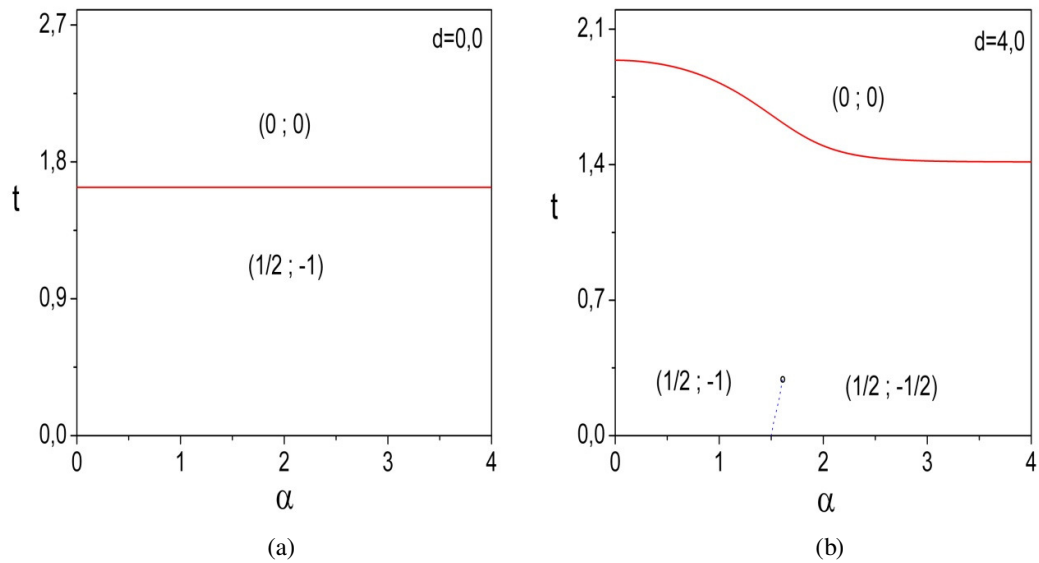 2,7
d=0,0
(0 ; 0)
1,8
t
(1/2 ; -1)
0,9
0,0
0 1 2 3 4
α
(a)
2,1
d=4,0
(0 ; 0)
1,4
t
0,7
(1/2 ; -1) (1/2 ; -1/2)
0,0
0 1 2 3 4
α
(b)